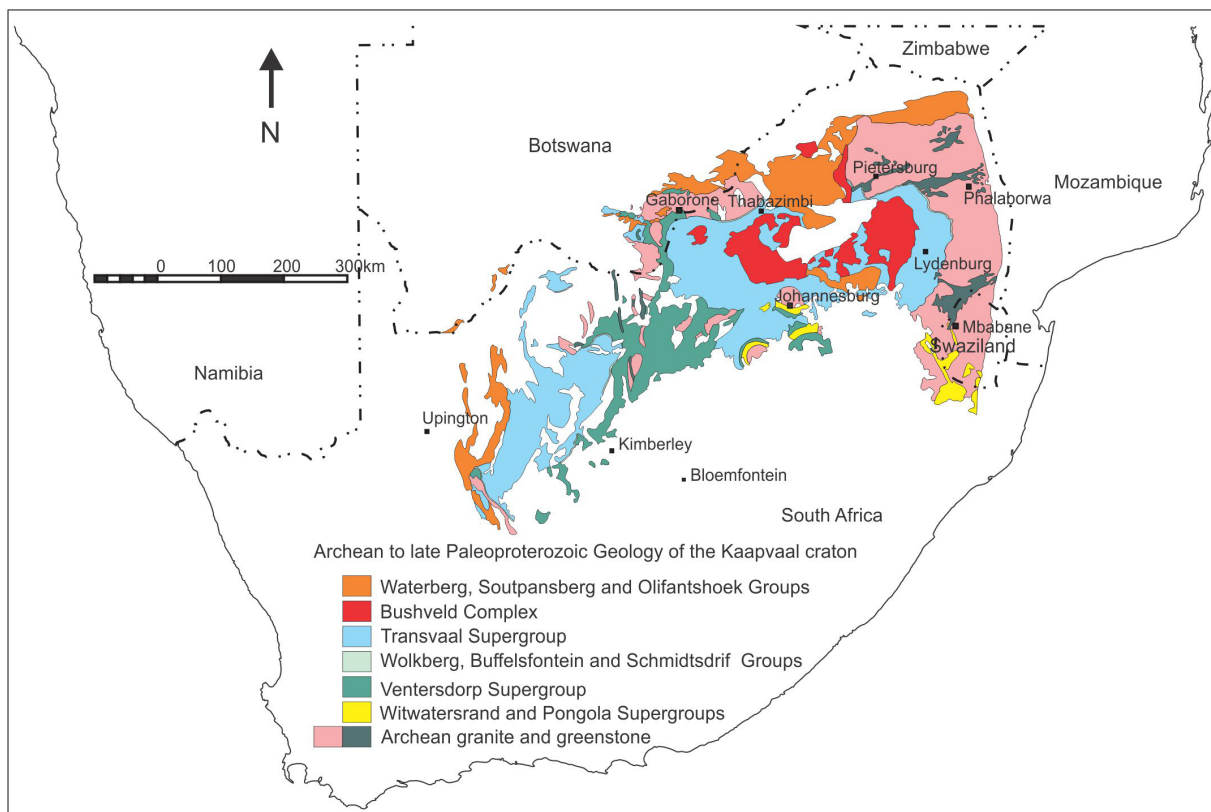 Zimbabwe
N
Botswana
Pietersburg
Mozambique
Gaborone
Thabazimbi
Phalaborwa
0 100 200 300km
Lydenburg
Johannesburg
Mbabane
Swaziland
Namibia
Upington
Kimberley
Bloemfontein
South Africa
Archean to late Paleoproterozoic Geology of the Kaapvaal craton
Waterberg, Soutpansberg and Olifantshoek Groups
Bushveld Complex
Transvaal Supergroup
Wolkberg, Buffelsfontein and Schmidtsdrif Groups
Ventersdorp Supergroup
Witwatersrand and Pongola Supergroups
Archean granite and greenstone